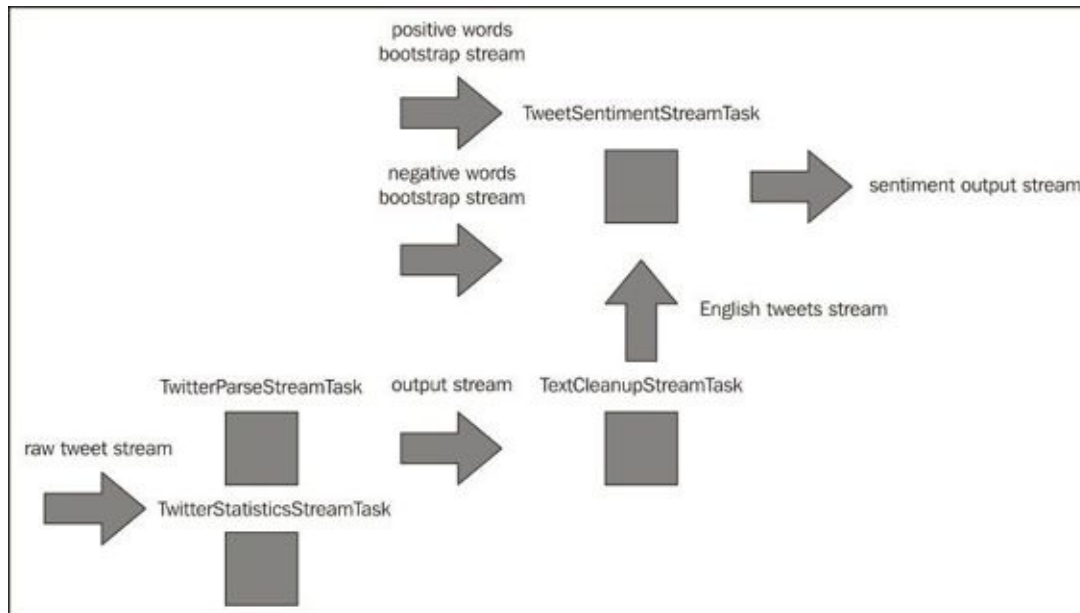 positive words
bootstrap stream
TweetSentimentStreamTask
negative words
bootstrap stream
sentiment output stream
English tweets stream
TwitterParseStreamTask
output stream
TextCleanupStreamTask
raw tweet stream
TwitterStatisticsStreamTask